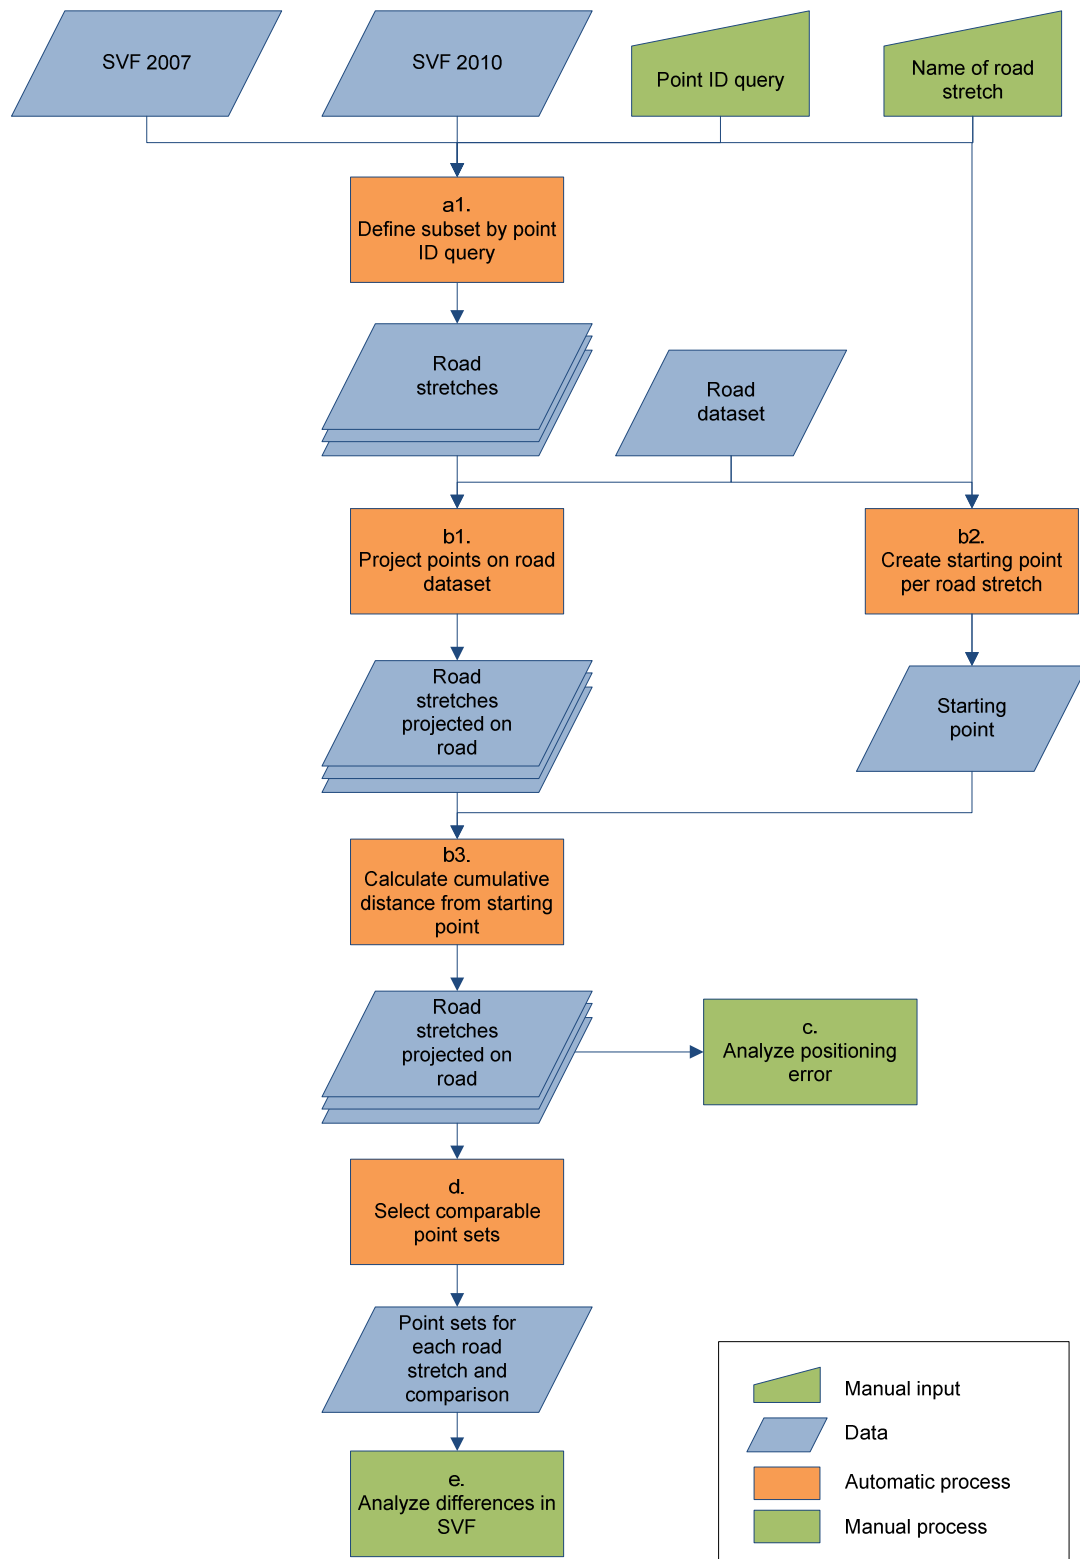 SVF 2007
SVF 2010
Point ID query
Name of road
stretch
a1.
Define subset by point
ID query
Road
stretches
Road
dataset
b1.
Project points on road
dataset
b2.
Create starting point
per road stretch
Road
stretches
projected on
road
Starting
point
b3.
Calculate cumulative
distance from starting
point
Road
stretches
projected on
road
c.
Analyze positioning
error
d.
Select comparable
point sets
Point sets for
each road
stretch and
comparison
e.
Analyze differences in
SVF
Manual input
Data
Automatic process
Manual process